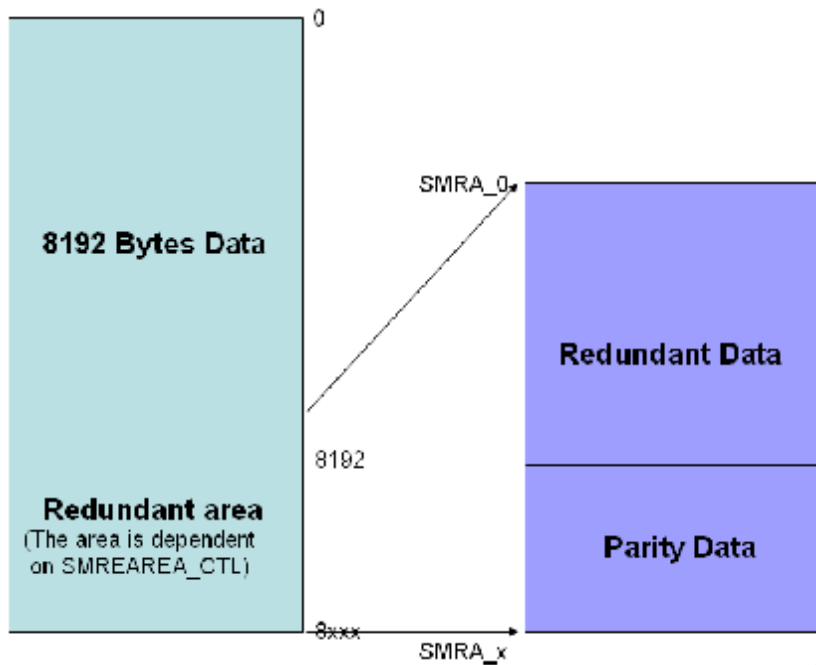 0
8192 Bytes Data
SMRA_0
Redundant Data
8192
Redundant area
(The area is dependent
on SMREAREA_CTL)
Parity Data
8xxx
SMRA_x